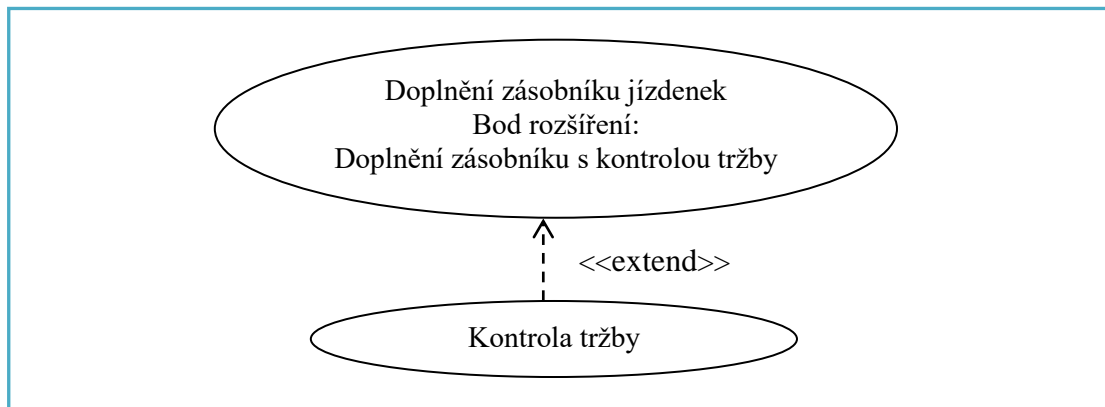 Doplnění zásobníku jízdenek
Bod rozšíření:
Doplnění zásobníku s kontrolou tržby
<<extend>>
Kontrola tržby